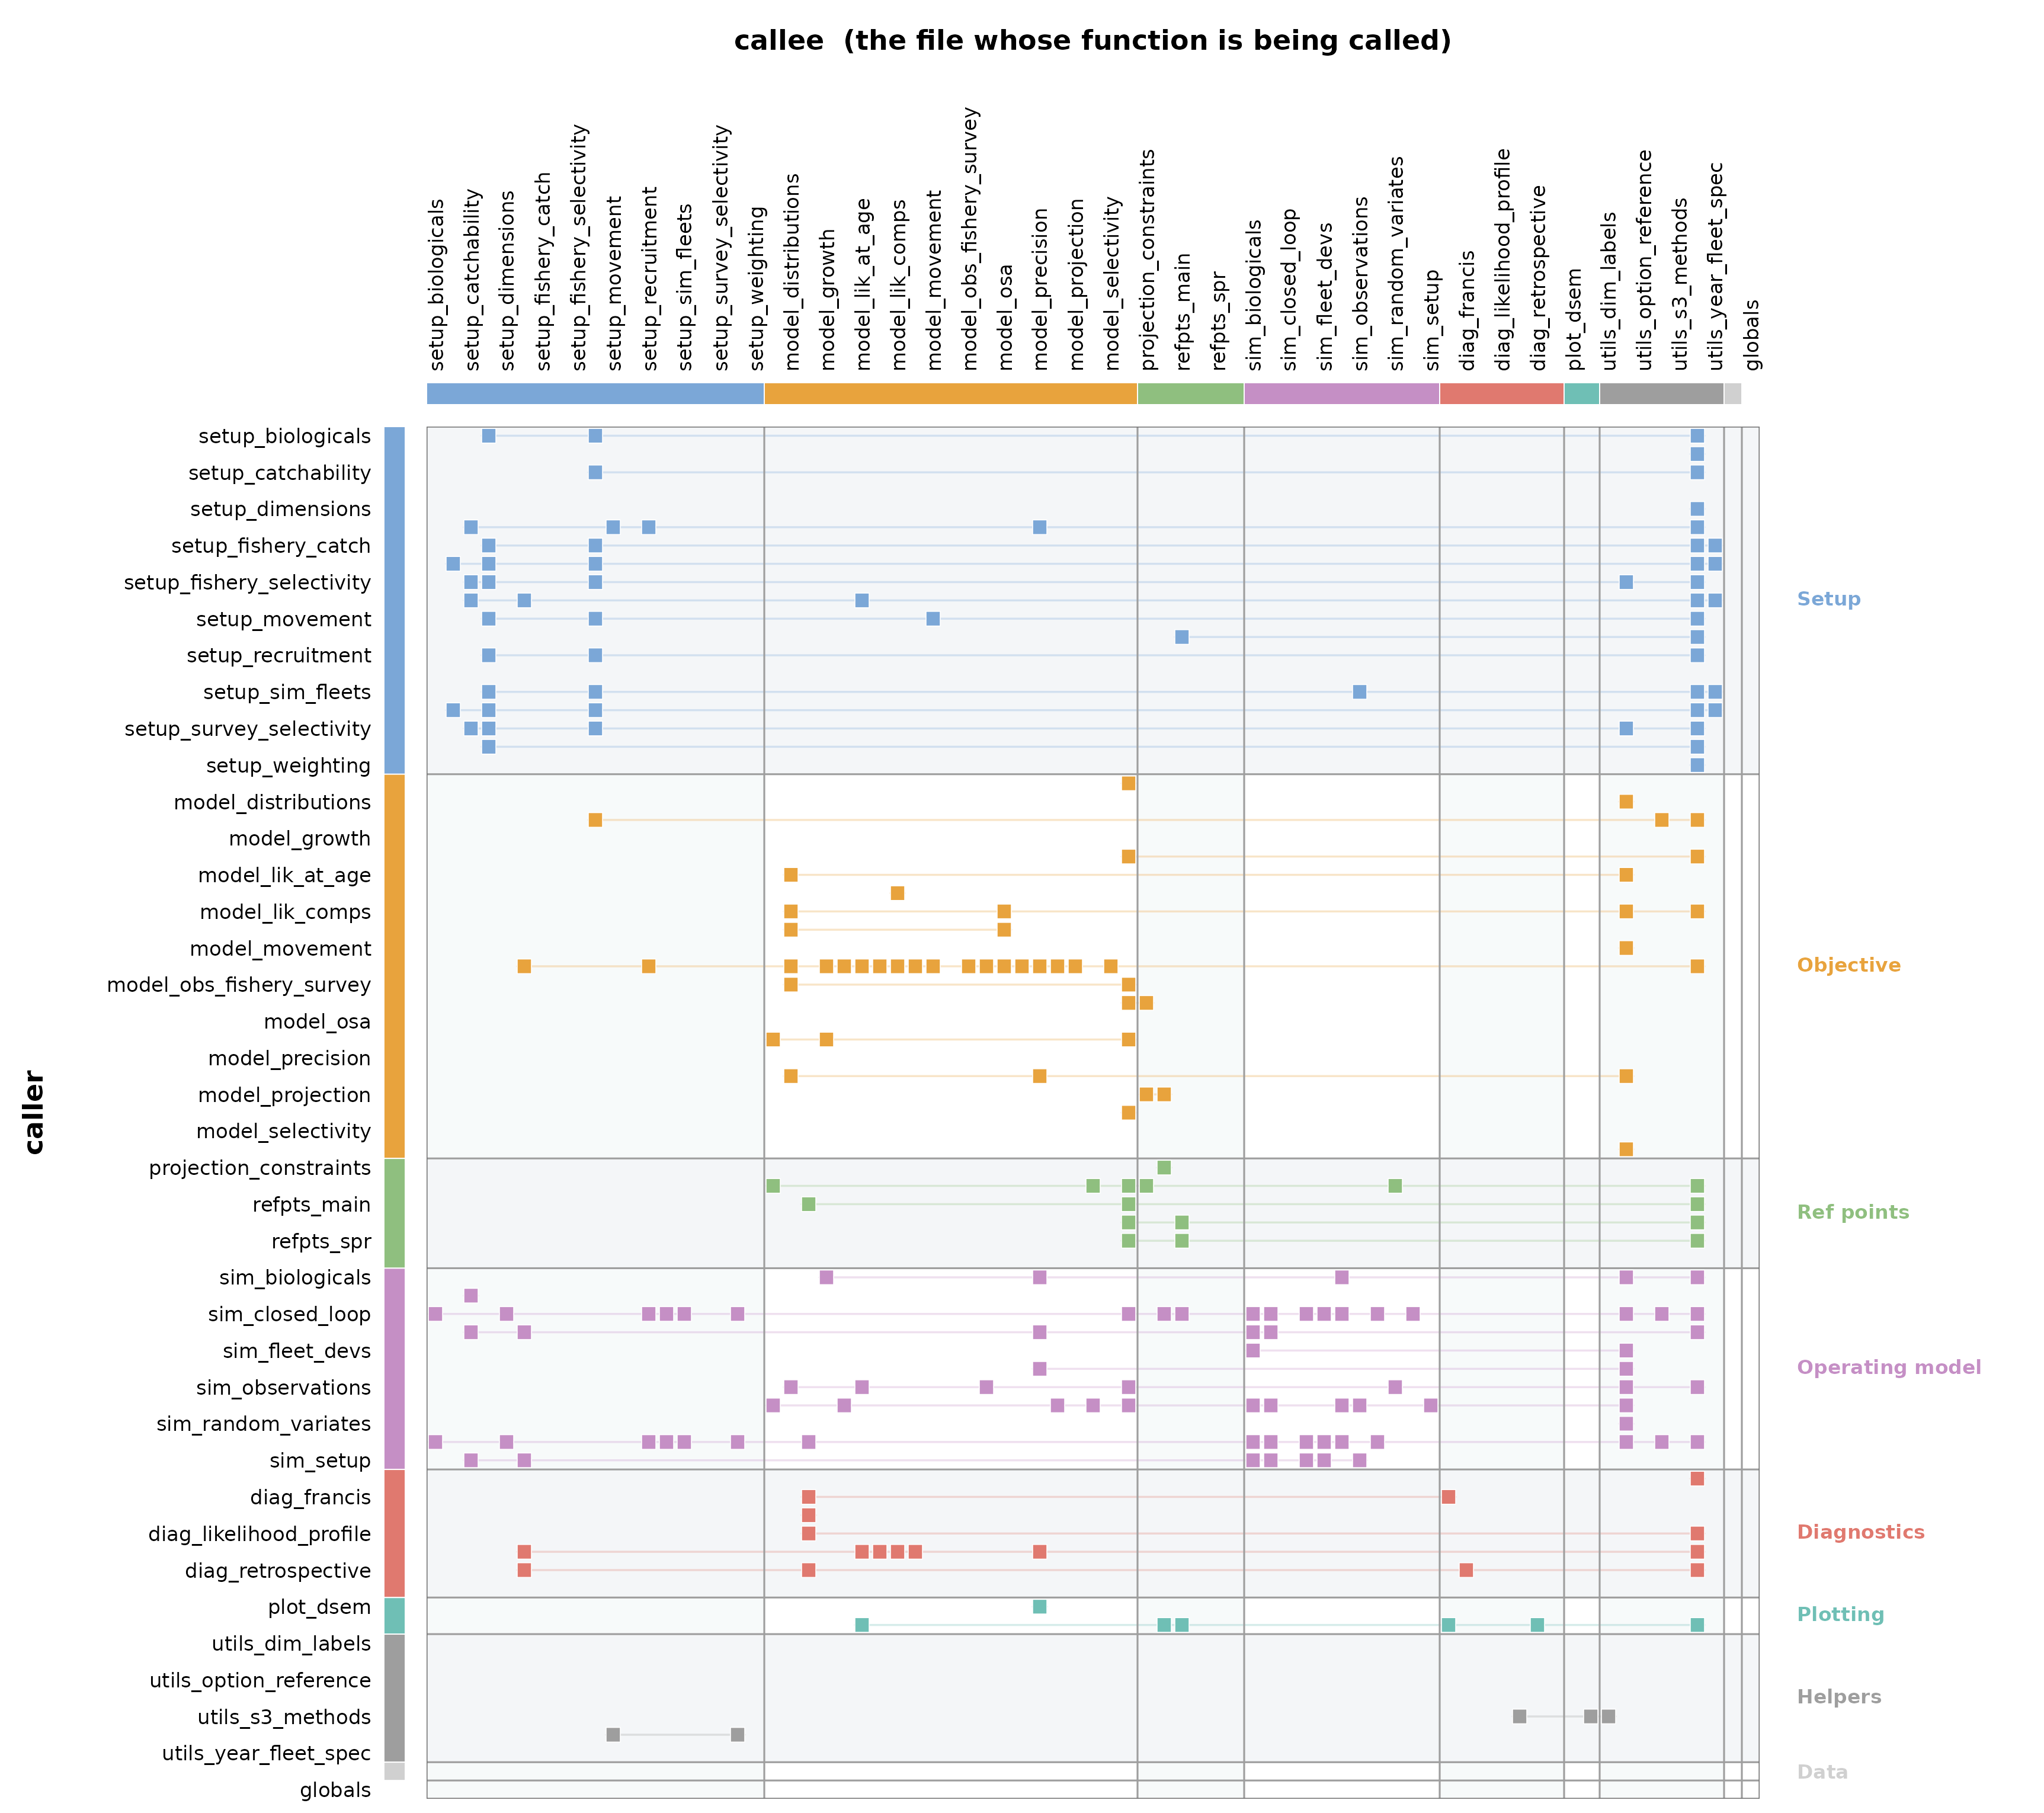 callee  (the file whose function is being called)
setup_biologicals
setup_catchability
setup_dimensions
setup_fishery_catch
setup_fishery_selectivity
setup_movement
setup_recruitment
setup_sim_fleets
setup_survey_selectivity
setup_weighting
model_distributions
model_growth
model_lik_at_age
model_lik_comps
model_movement
model_obs_fishery_survey
model_osa
model_precision
model_projection
model_selectivity
projection_constraints
refpts_main
refpts_spr
sim_biologicals
sim_closed_loop
sim_fleet_devs
sim_observations
sim_random_variates
sim_setup
diag_francis
diag_likelihood_profile
diag_retrospective
plot_dsem
utils_dim_labels
utils_option_reference
utils_s3_methods
utils_year_fleet_spec
globals
caller
setup_biologicals
setup_catchability
setup_dimensions
setup_fishery_catch
setup_fishery_selectivity
setup_movement
setup_recruitment
setup_sim_fleets
setup_survey_selectivity
setup_weighting
model_distributions
model_growth
model_lik_at_age
model_lik_comps
model_movement
model_obs_fishery_survey
model_osa
model_precision
model_projection
model_selectivity
projection_constraints
refpts_main
refpts_spr
sim_biologicals
sim_closed_loop
sim_fleet_devs
sim_observations
sim_random_variates
sim_setup
diag_francis
diag_likelihood_profile
diag_retrospective
plot_dsem
utils_dim_labels
utils_option_reference
utils_s3_methods
utils_year_fleet_spec
globals
Setup
Objective
Ref points
Operating model
Diagnostics
Plotting
Helpers
Data